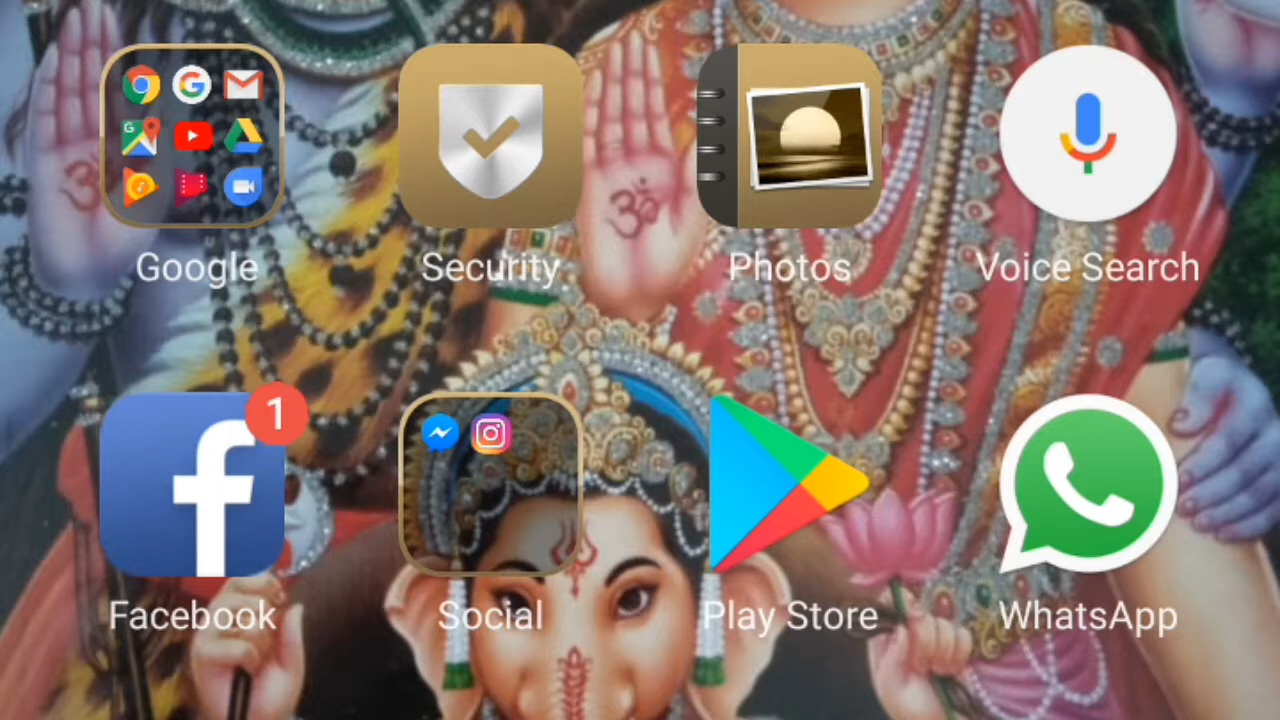 Google
Security
Photos
Voice Search
1
Facebook
Social
Play Store
WhatsApp
ॐ
ॐ